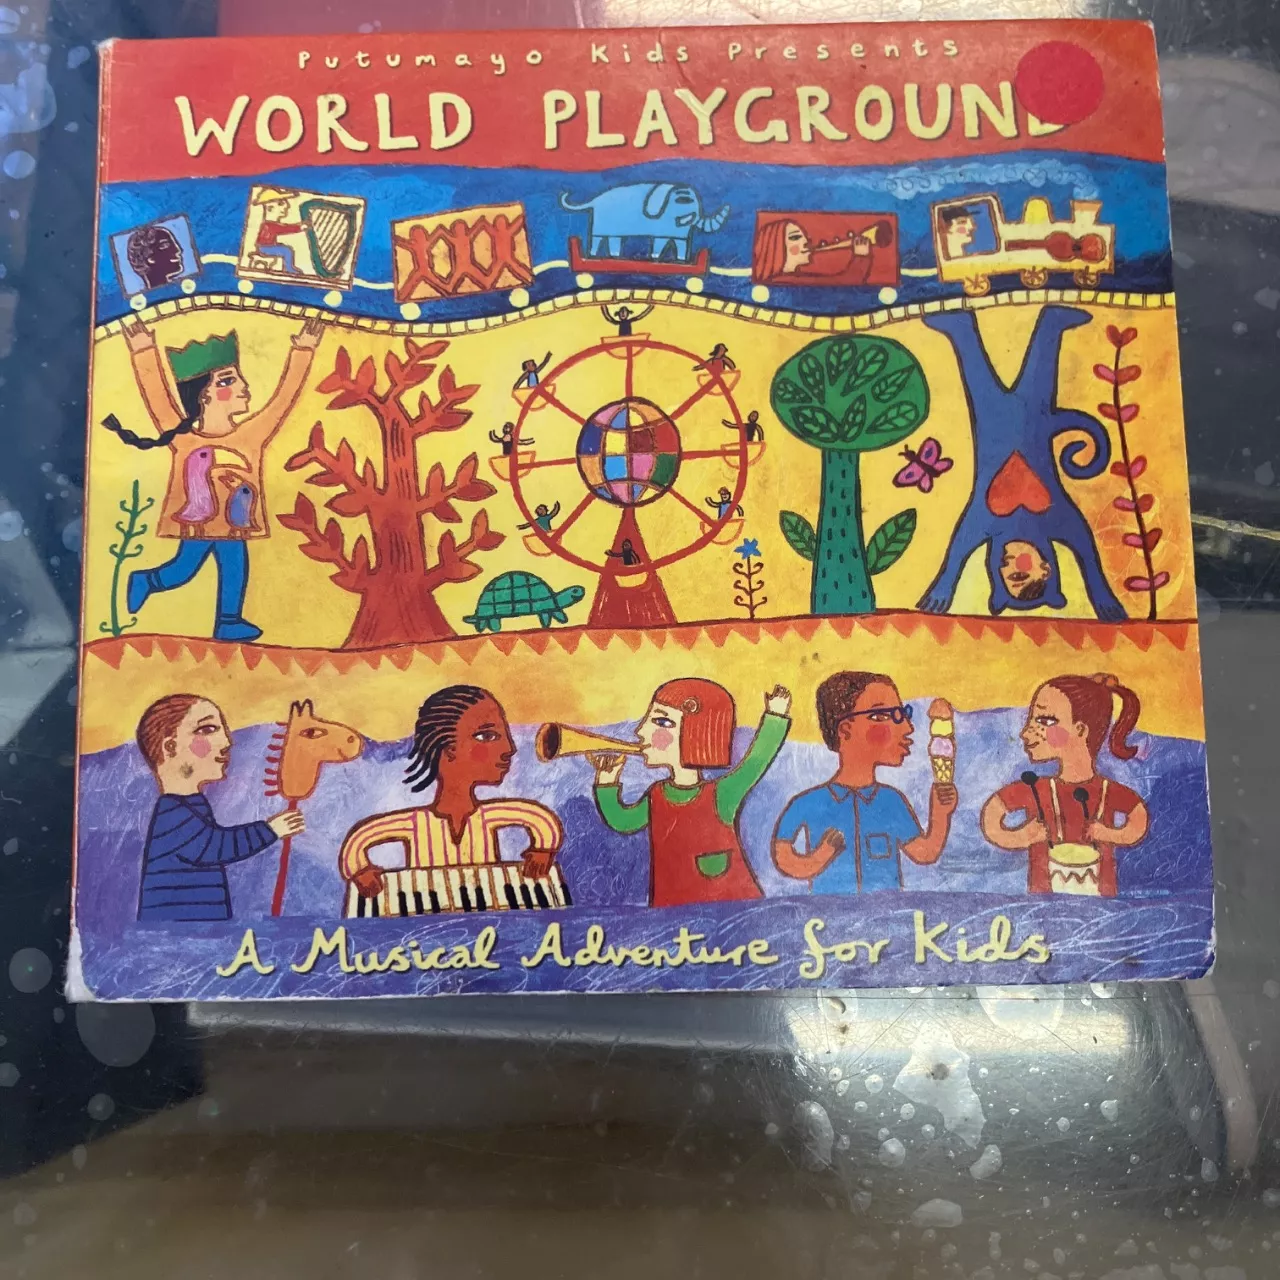 Putumayo Kids Presents
WORLD PLAYGROUND
A Musical Adventure for Kids